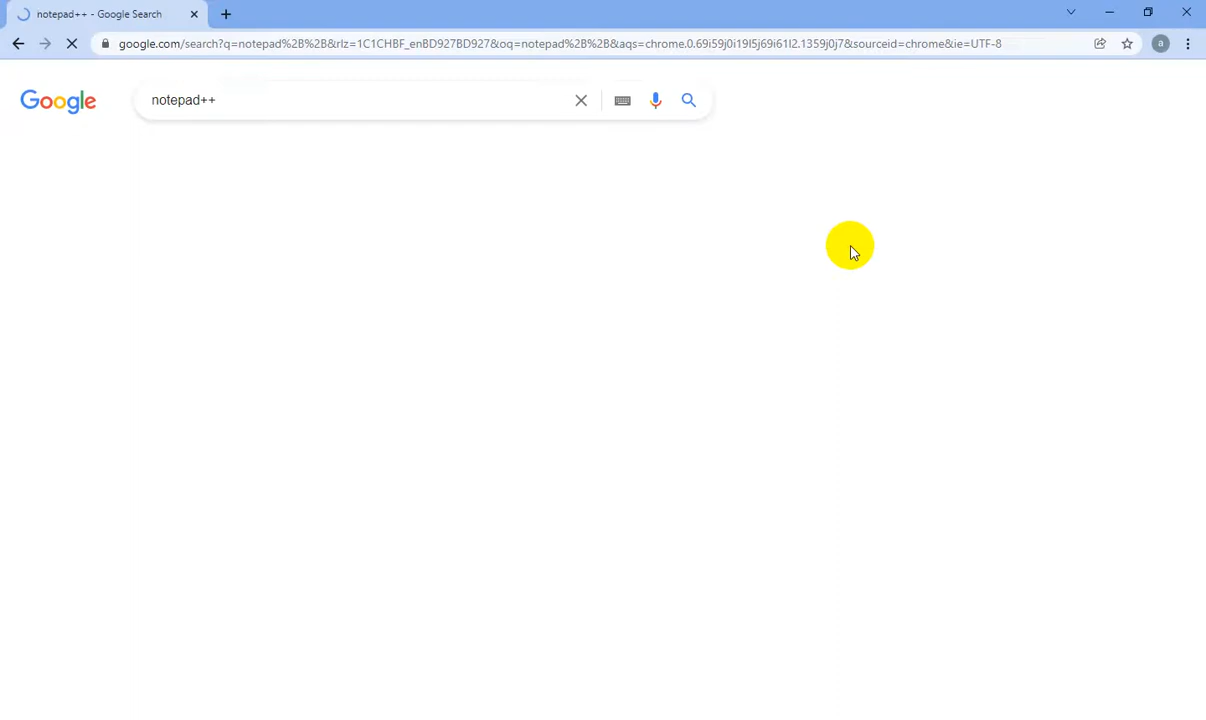 notepad++ - Google Search
google.com/search?q=notepad%2B%2B&rlz=1C1CHBF_enBD927BD927&oq=notepad%2B%2B&aqs=chrome.0.69i59j0i19l5j69i61l2.1359j0j7&sourceid=chrome&ie=UTF-8
a
Google
notepad++